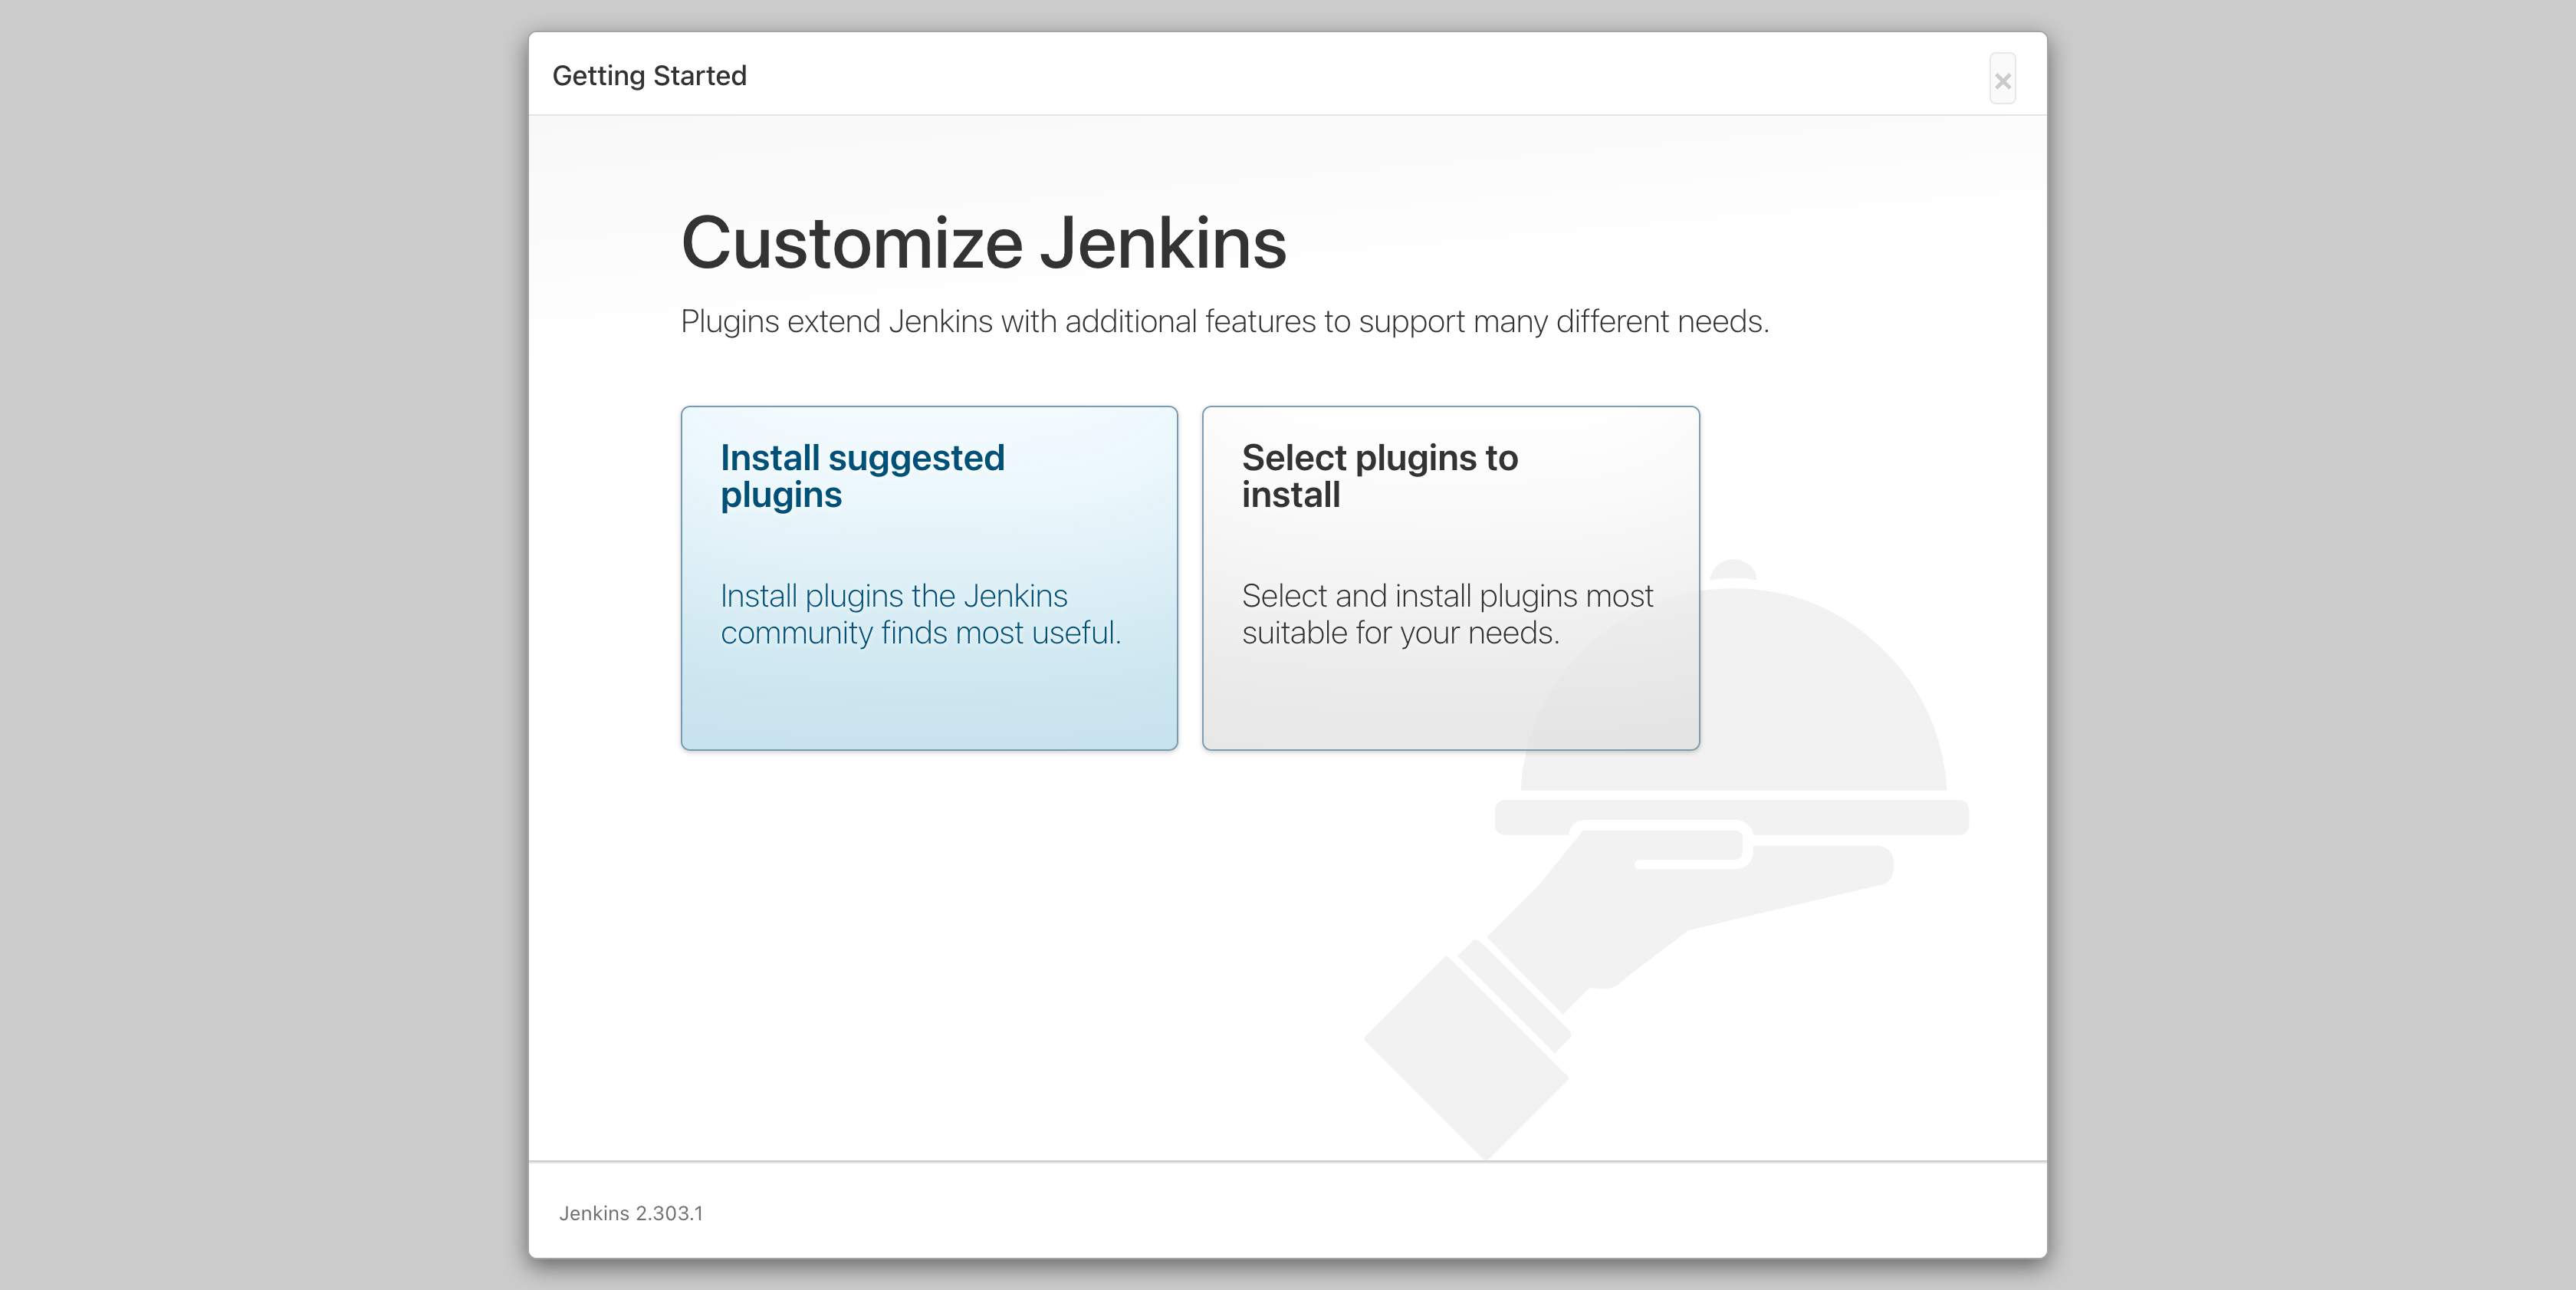 Getting Started
×
Customize Jenkins
Plugins extend Jenkins with additional features to support many different needs.
Install suggested
plugins
Install plugins the Jenkins
community finds most useful.
Select plugins to
install
Select and install plugins most
suitable for your needs.
Jenkins 2.303.1